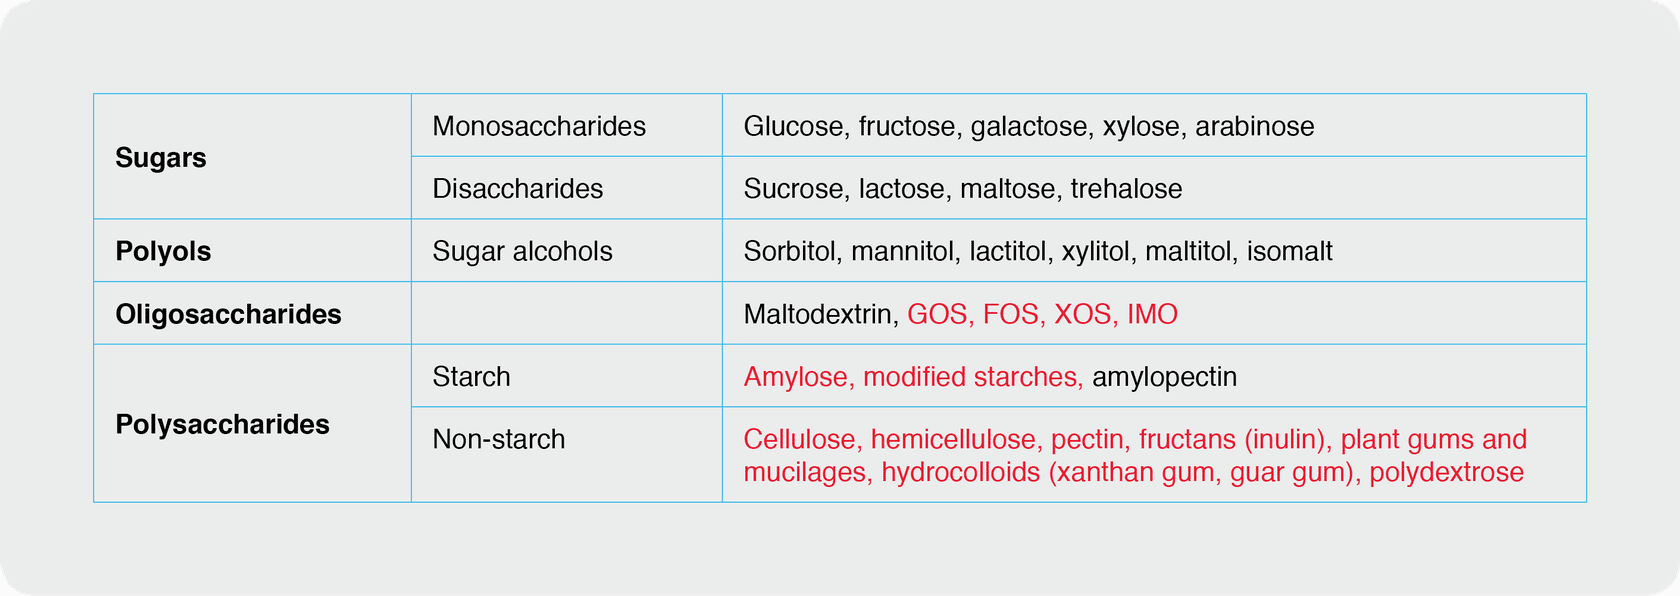 Sugars
Monosaccharides
Glucose, fructose, galactose, xylose, arabinose
Disaccharides
Sucrose, lactose, maltose, trehalose
Polyols
Sugar alcohols
Sorbitol, mannitol, lactitol, xylitol, maltitol, isomalt
Oligosaccharides
Maltodextrin, GOS, FOS, XOS, IMO
Polysaccharides
Starch
Amylose, modified starches, amylopectin
Non-starch
Cellulose, hemicellulose, pectin, fructans (inulin), plant gums and
mucilages, hydrocolloids (xanthan gum, guar gum), polydextrose